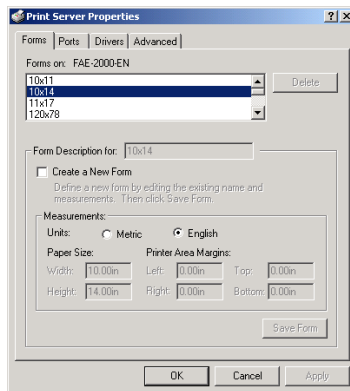 Print Server Properties
Forms Ports Drivers Advanced
Forms on: FAE-2000-EN
10x11
10x14
11x17
120x78
Delete
Form Description for: 10x14
Create a New Form
Define a new form by editing the existing name and
measurements. Then click Save Form.
Measurements:
Units: Metric English
Paper Size: Printer Area Margins:
Width: 10.00in Left: 0.00in Top: 0.00in
Height: 14.00in Right: 0.00in Bottom: 0.00in
Save Form
OK Cancel Apply